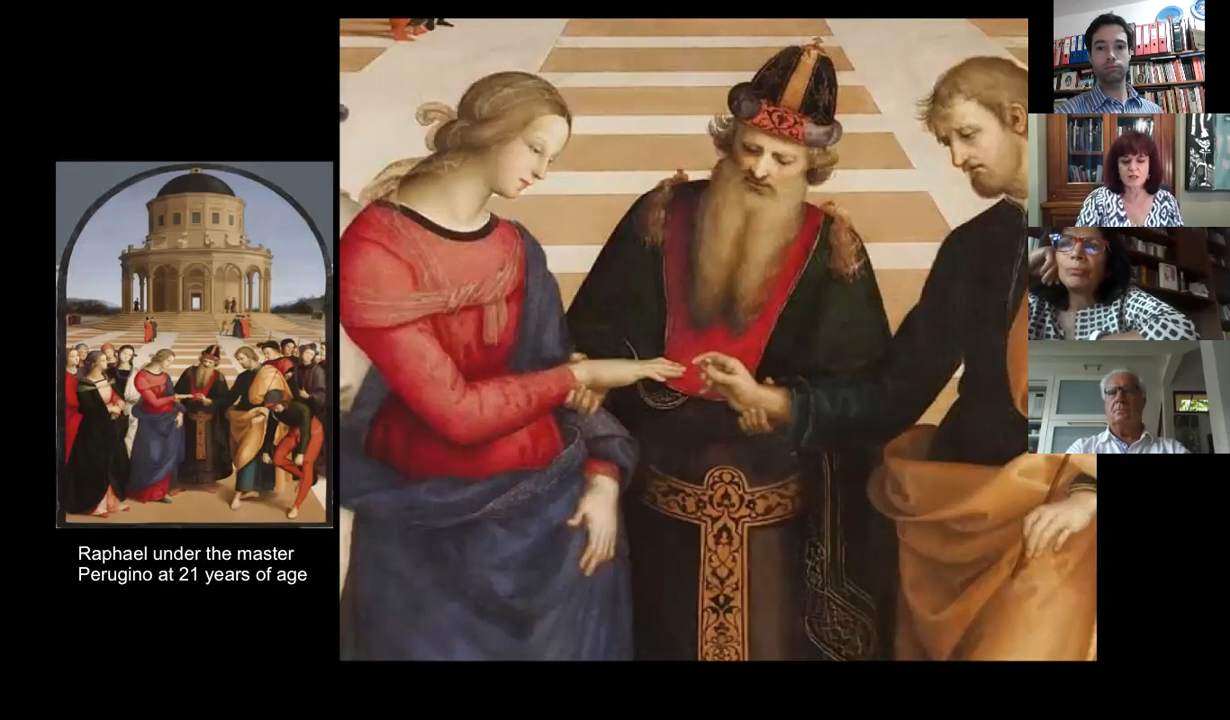 Raphael under the master
Perugino at 21 years of age